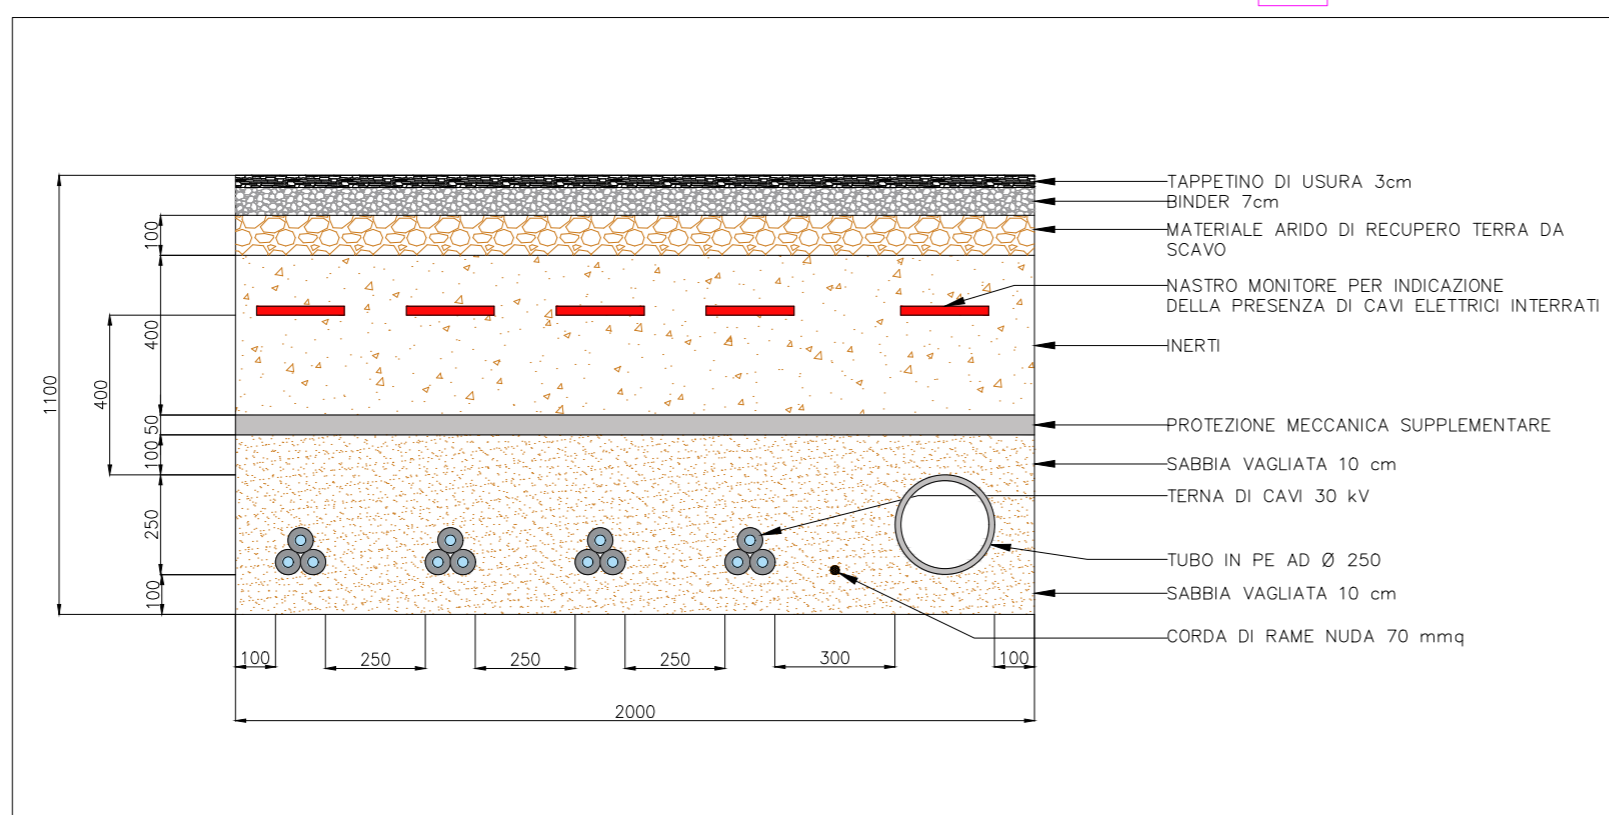 TAPPETINO DI USURA 3cm
BINDER 7cm
MATERIALE ARIDO DI RECUPERO TERRA DA
SCAVO
NASTRO MONITORE PER INDICAZIONE
DELLA PRESENZA DI CAVI ELETTRICI INTERRATI
INERTI
PROTEZIONE MECCANICA SUPPLEMENTARE
SABBIA VAGLIATA 10 cm
TERNA DI CAVI 30 kV
TUBO IN PE AD Ø 250
SABBIA VAGLIATA 10 cm
CORDA DI RAME NUDA 70 mmq
1100
400
100
400
50
100
250
100
100
250
250
250
300
100
2000